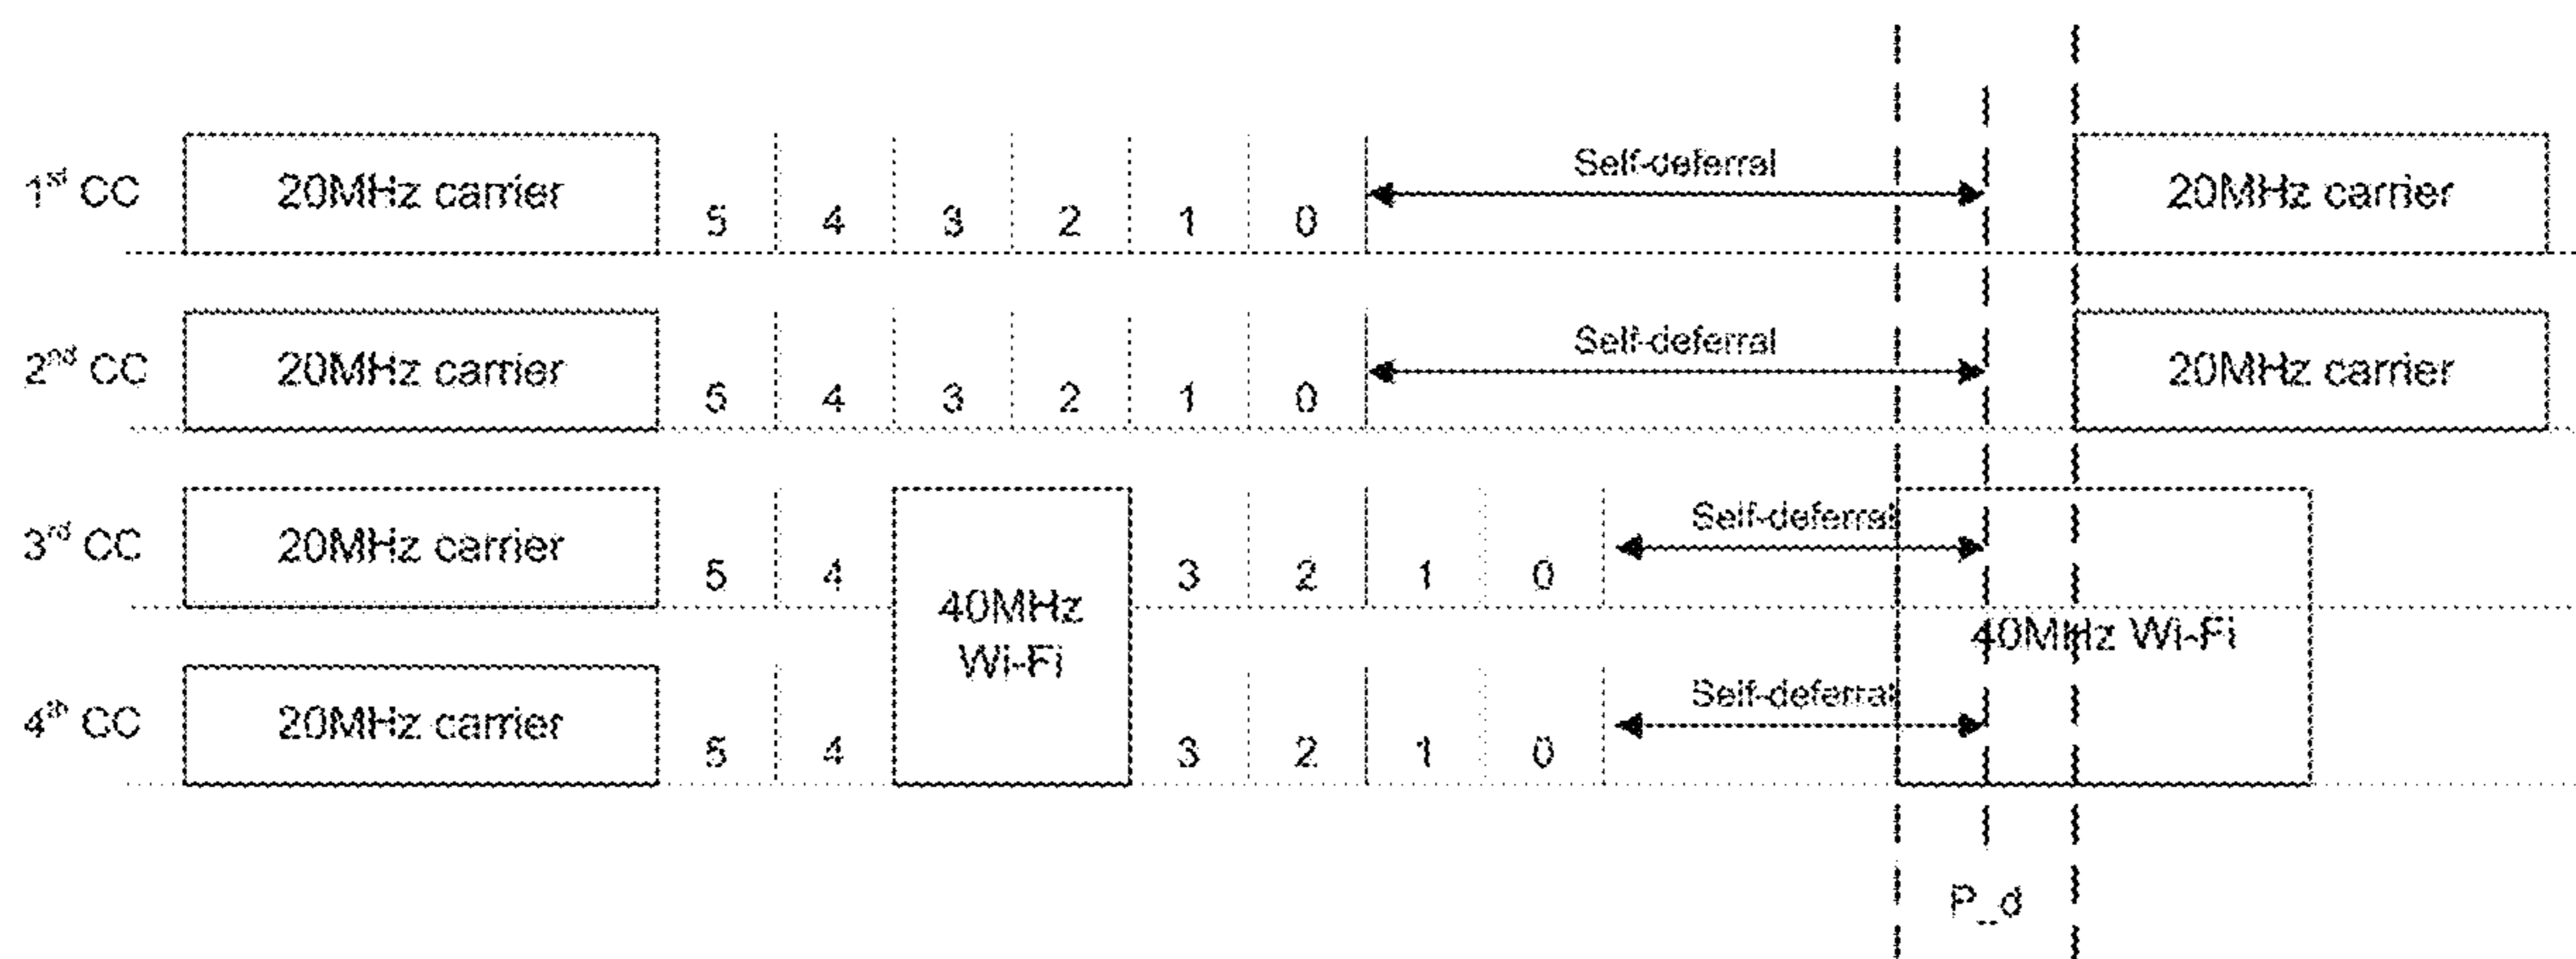 1st CC 20MHz carrier 5 4 3 2 1 0 Self-deferral 20MHz carrier
2nd CC 20MHz carrier 5 4 3 2 1 0 Self-deferral 20MHz carrier
3rd CC 20MHz carrier 5 4 3 2 1 0 Self-deferral
40MHz
Wi-Fi
40MHz Wi-Fi
4th CC 20MHz carrier 5 4 3 2 1 0 Self-deferral
P_d